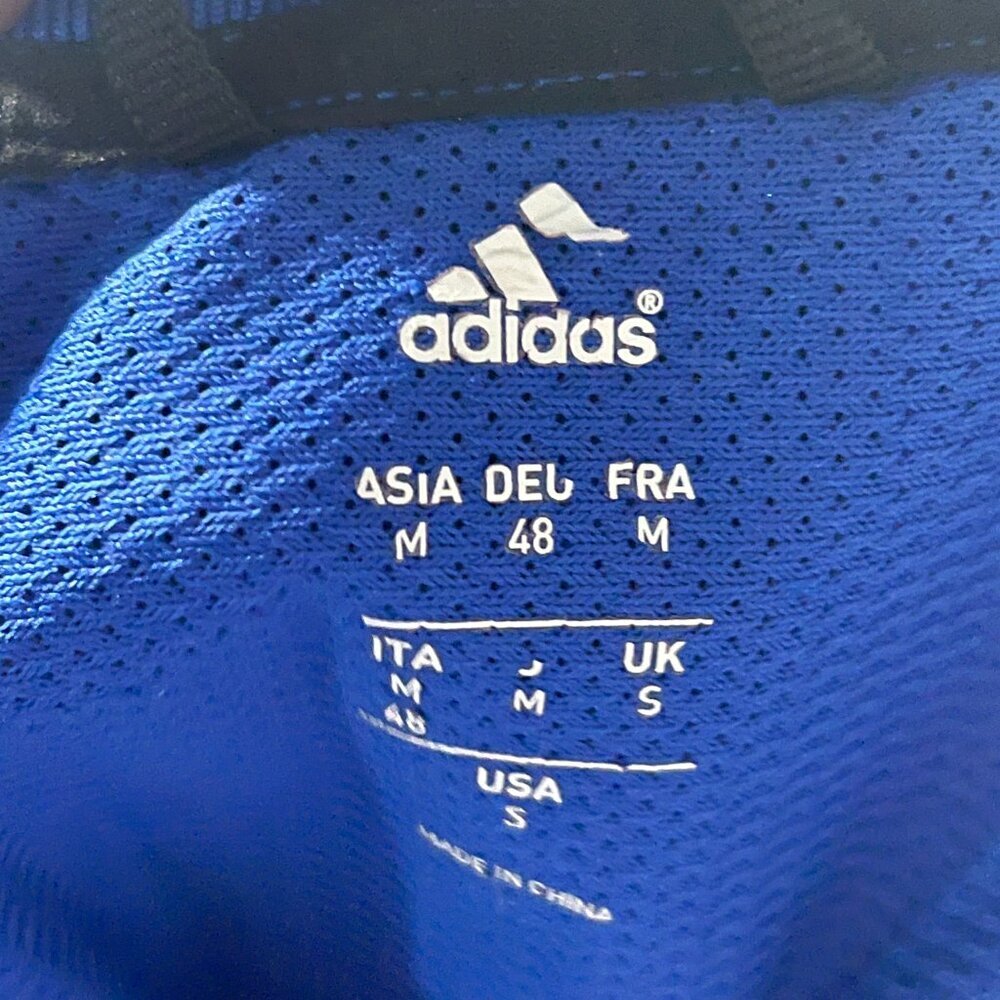 adidas®
ASIA DEU FRA
M 48 M
ITA J UK
M M S
48
USA
S
MADE IN CHINA